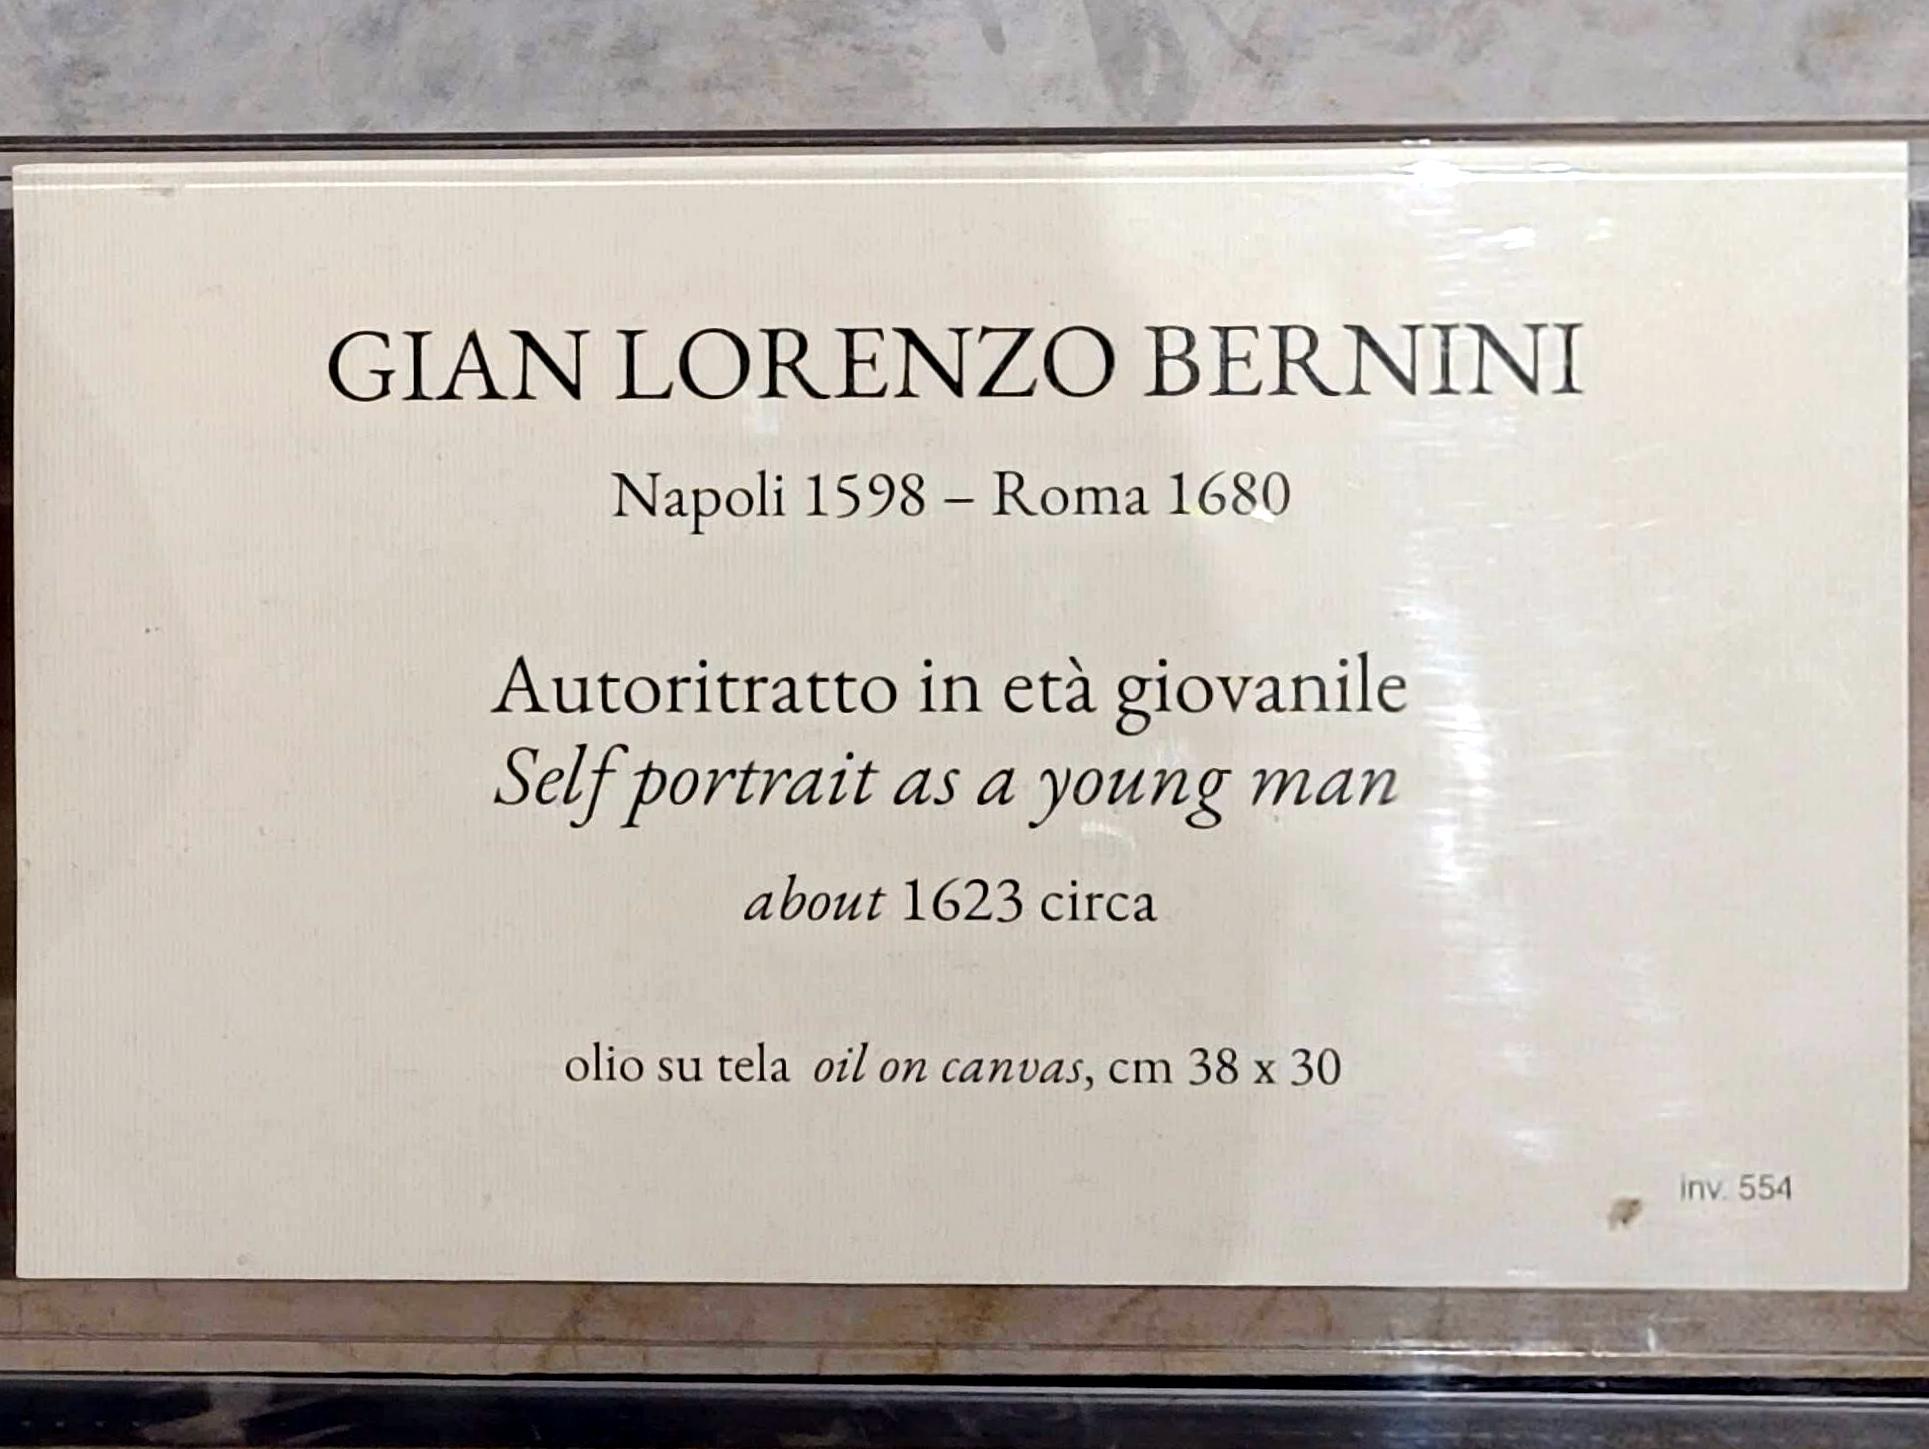 GIAN LORENZO BERNINI
Napoli 1598 – Roma 1680
Autoritratto in età giovanile
Self portrait as a young man
about 1623 circa
olio su tela oil on canvas, cm 38 x 30
inv. 554